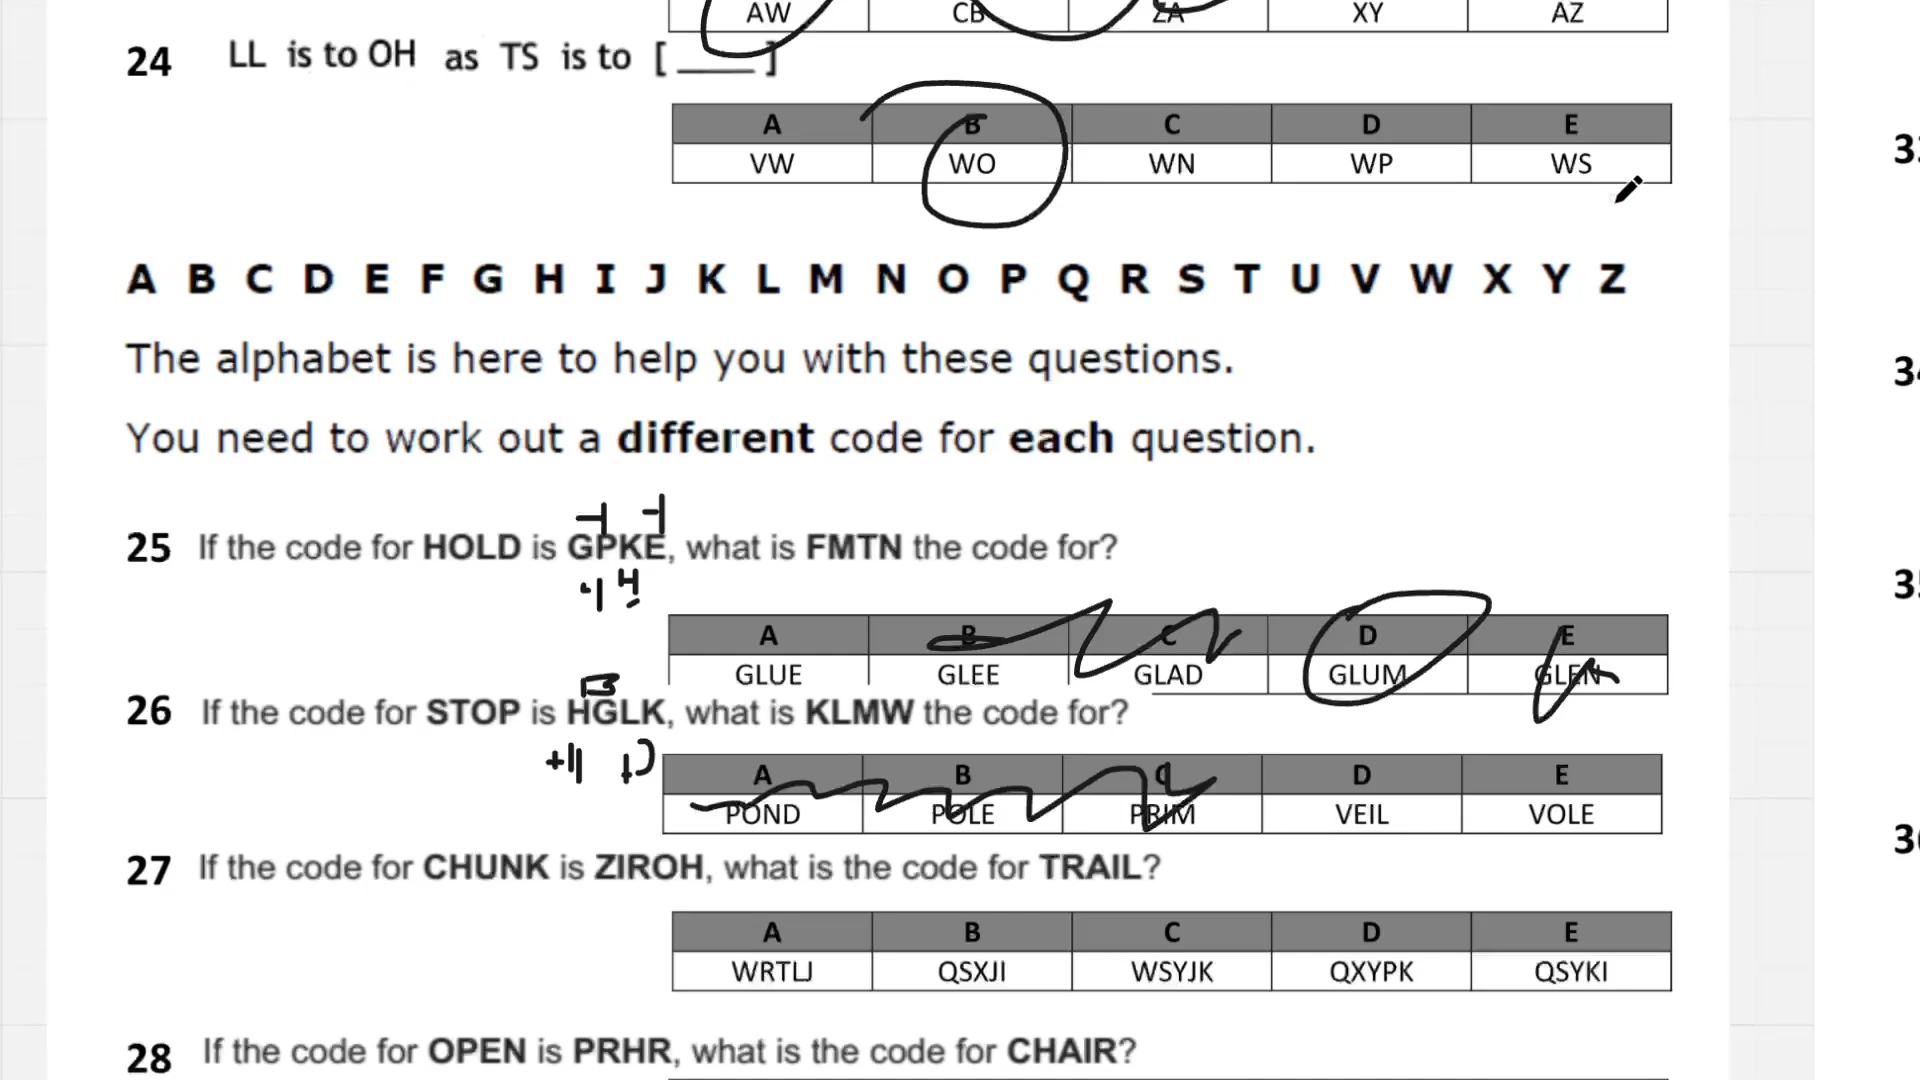 AW CB ZA XY AZ
24 LL is to OH as TS is to [ ____ ]
A B C D E
VW WO WN WP WS
A B C D E F G H I J K L M N O P Q R S T U V W X Y Z
The alphabet is here to help you with these questions.
You need to work out a different code for each question.
25 If the code for HOLD is GPKE, what is FMTN the code for?
A B C D E
GLUE GLEE GLAD GLUM GLEN
26 If the code for STOP is HGLK, what is KLMW the code for?
A B C D E
POND POLE PRIM VEIL VOLE
27 If the code for CHUNK is ZIROH, what is the code for TRAIL?
A B C D E
WRTLJ QSXJI WSYJK QXYPK QSYKI
28 If the code for OPEN is PRHR, what is the code for CHAIR?